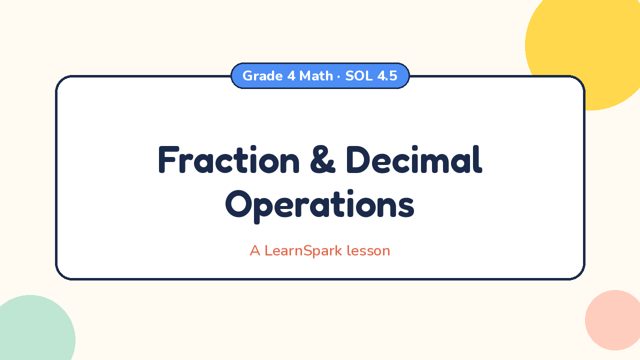 Grade 4 Math · SOL 4.5
Fraction & Decimal
Operations
A LearnSpark lesson